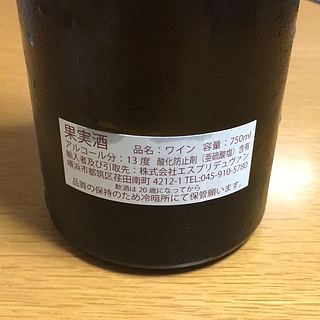 果実酒
品名：ワイン 容量：750ml
アルコール分：13度 酸化防止剤（亜硫酸塩）含有
輸入者及び引取先：株式会社エスプリデュヴァン
横浜市都筑区荏田南町 4212-1 TEL:045-910-5780
飲酒は20歳になってから
品質の保持のため冷暗所にて保管願います。